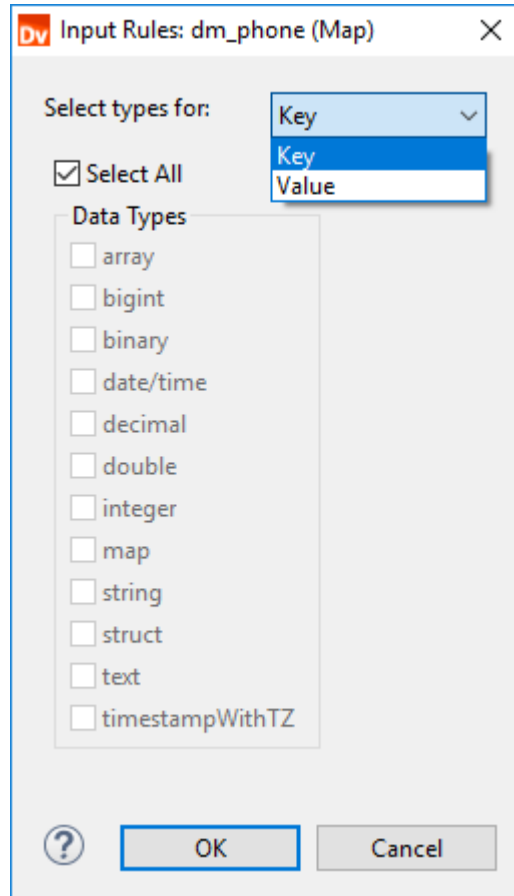 Dv Input Rules: dm_phone (Map)
Select types for: Key
Key
Value
Select All
Data Types
array
bigint
binary
date/time
decimal
double
integer
map
string
struct
text
timestampWithTZ
? OK Cancel